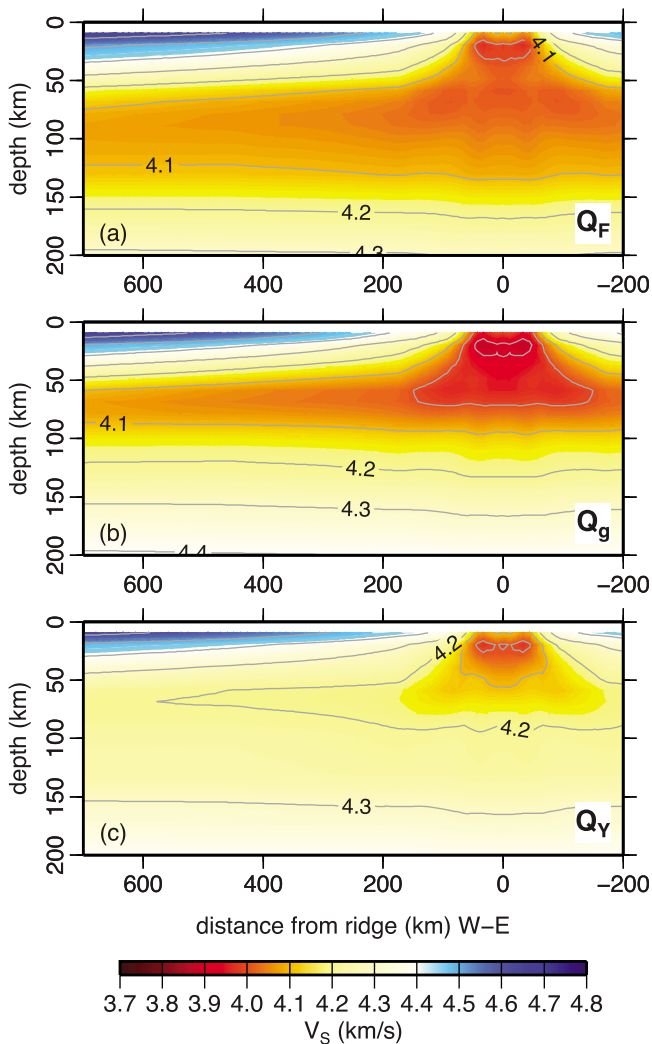 0
50
100
150
200
depth (km)
4.1
4.1
4.2
4.3
(a)
Q_F
600 400 200 0 −200
0
50
100
150
200
depth (km)
4.1
4.2
4.3
4.4
(b)
Q_g
600 400 200 0 −200
0
50
100
150
200
depth (km)
4.2
4.2
4.3
(c)
Q_Y
600 400 200 0 −200
distance from ridge (km) W−E
3.7 3.8 3.9 4.0 4.1 4.2 4.3 4.4 4.5 4.6 4.7 4.8
V_S (km/s)